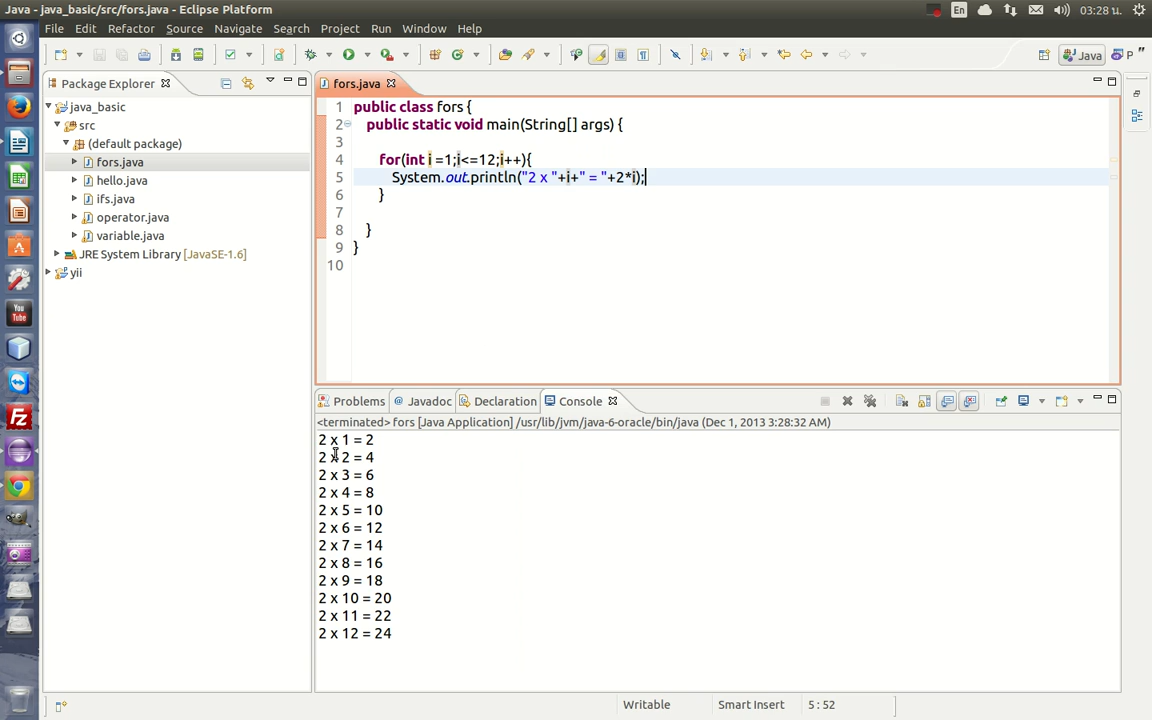 Java - java_basic/src/fors.java - Eclipse Platform
En
03:28 น.
File Edit Refactor Source Navigate Search Project Run Window Help
Java
P
Package Explorer
java_basic
src
(default package)
fors.java
hello.java
ifs.java
operator.java
variable.java
JRE System Library [JavaSE-1.6]
yii
You
Tube
fors.java
1 public class fors {
2 public static void main(String[] args) {
3
4 for(int i =1;i<=12;i++){
5 System.out.println("2 x "+i+" = "+2*i);
6 }
7
8 }
9 }
10
Problems @ Javadoc Declaration Console
<terminated> fors [Java Application] /usr/lib/jvm/java-6-oracle/bin/java (Dec 1, 2013 3:28:32 AM)
2 x 1 = 2
2 x 2 = 4
2 x 3 = 6
2 x 4 = 8
2 x 5 = 10
2 x 6 = 12
2 x 7 = 14
2 x 8 = 16
2 x 9 = 18
2 x 10 = 20
2 x 11 = 22
2 x 12 = 24
Writable Smart Insert 5 : 52